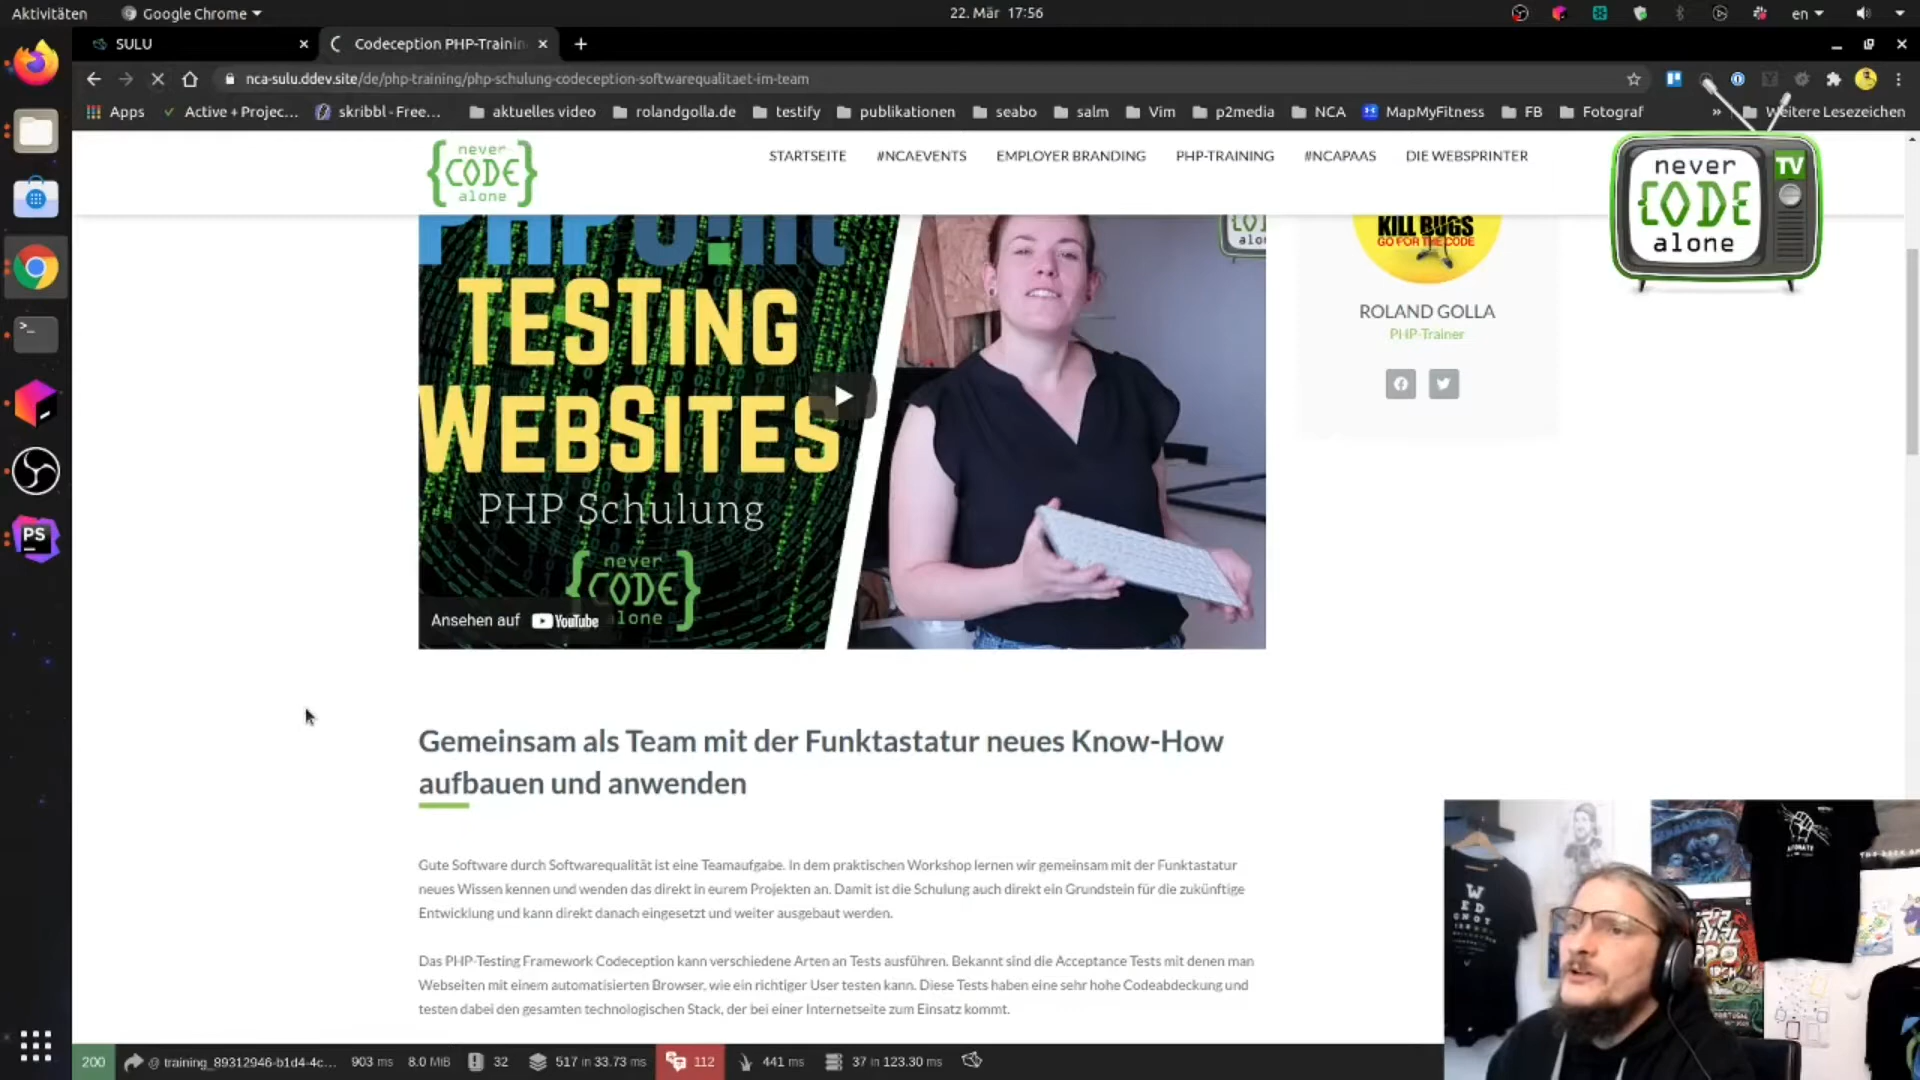 Aktivitäten
Google Chrome
22. Mär 17:56
en
SULU
Codeception PHP-Trainin
nca-sulu.ddev.site/de/php-training/php-schulung-codeception-softwarequalitaet-im-team
Apps
Active + Projec...
skribbl - Free...
aktuelles video
rolandgolla.de
testify
publikationen
seabo
salm
Vim
p2media
NCA
MapMyFitness
FB
Fotograf
»
Weitere Lesezeichen
never
CODE
alone
STARTSEITE
#NCAEVENTS
EMPLOYER BRANDING
PHP-TRAINING
#NCAPAAS
DIE WEBSPRINTER
never
CODE
alone
TV
TESTING
WEBSITES
PHP Schulung
never
CODE
alone
Ansehen auf YouTube
KILL BUGS
GO FOR THE CODE
ROLAND GOLLA
PHP-Trainer
PS
Gemeinsam als Team mit der Funktastatur neues Know-How
aufbauen und anwenden
Gute Software durch Softwarequalität ist eine Teamaufgabe. In dem praktischen Workshop lernen wir gemeinsam mit der Funktastatur
neues Wissen kennen und wenden das direkt in eurem Projekten an. Damit ist die Schulung auch direkt ein Grundstein für die zukünftige
Entwicklung und kann direkt danach eingesetzt und weiter ausgebaut werden.
Das PHP-Testing Framework Codeception kann verschiedene Arten an Tests ausführen. Bekannt sind die Acceptance Tests mit denen man
Webseiten mit einem automatisierten Browser, wie ein richtiger User testen kann. Diese Tests haben eine sehr hohe Codeabdeckung und
testen dabei den gesamten technologischen Stack, der bei einer Internetseite zum Einsatz kommt.
200
@ training_89312946-b1d4-4c...
903 ms
8.0 MiB
32
517 in 33.73 ms
112
441 ms
37 in 123.30 ms